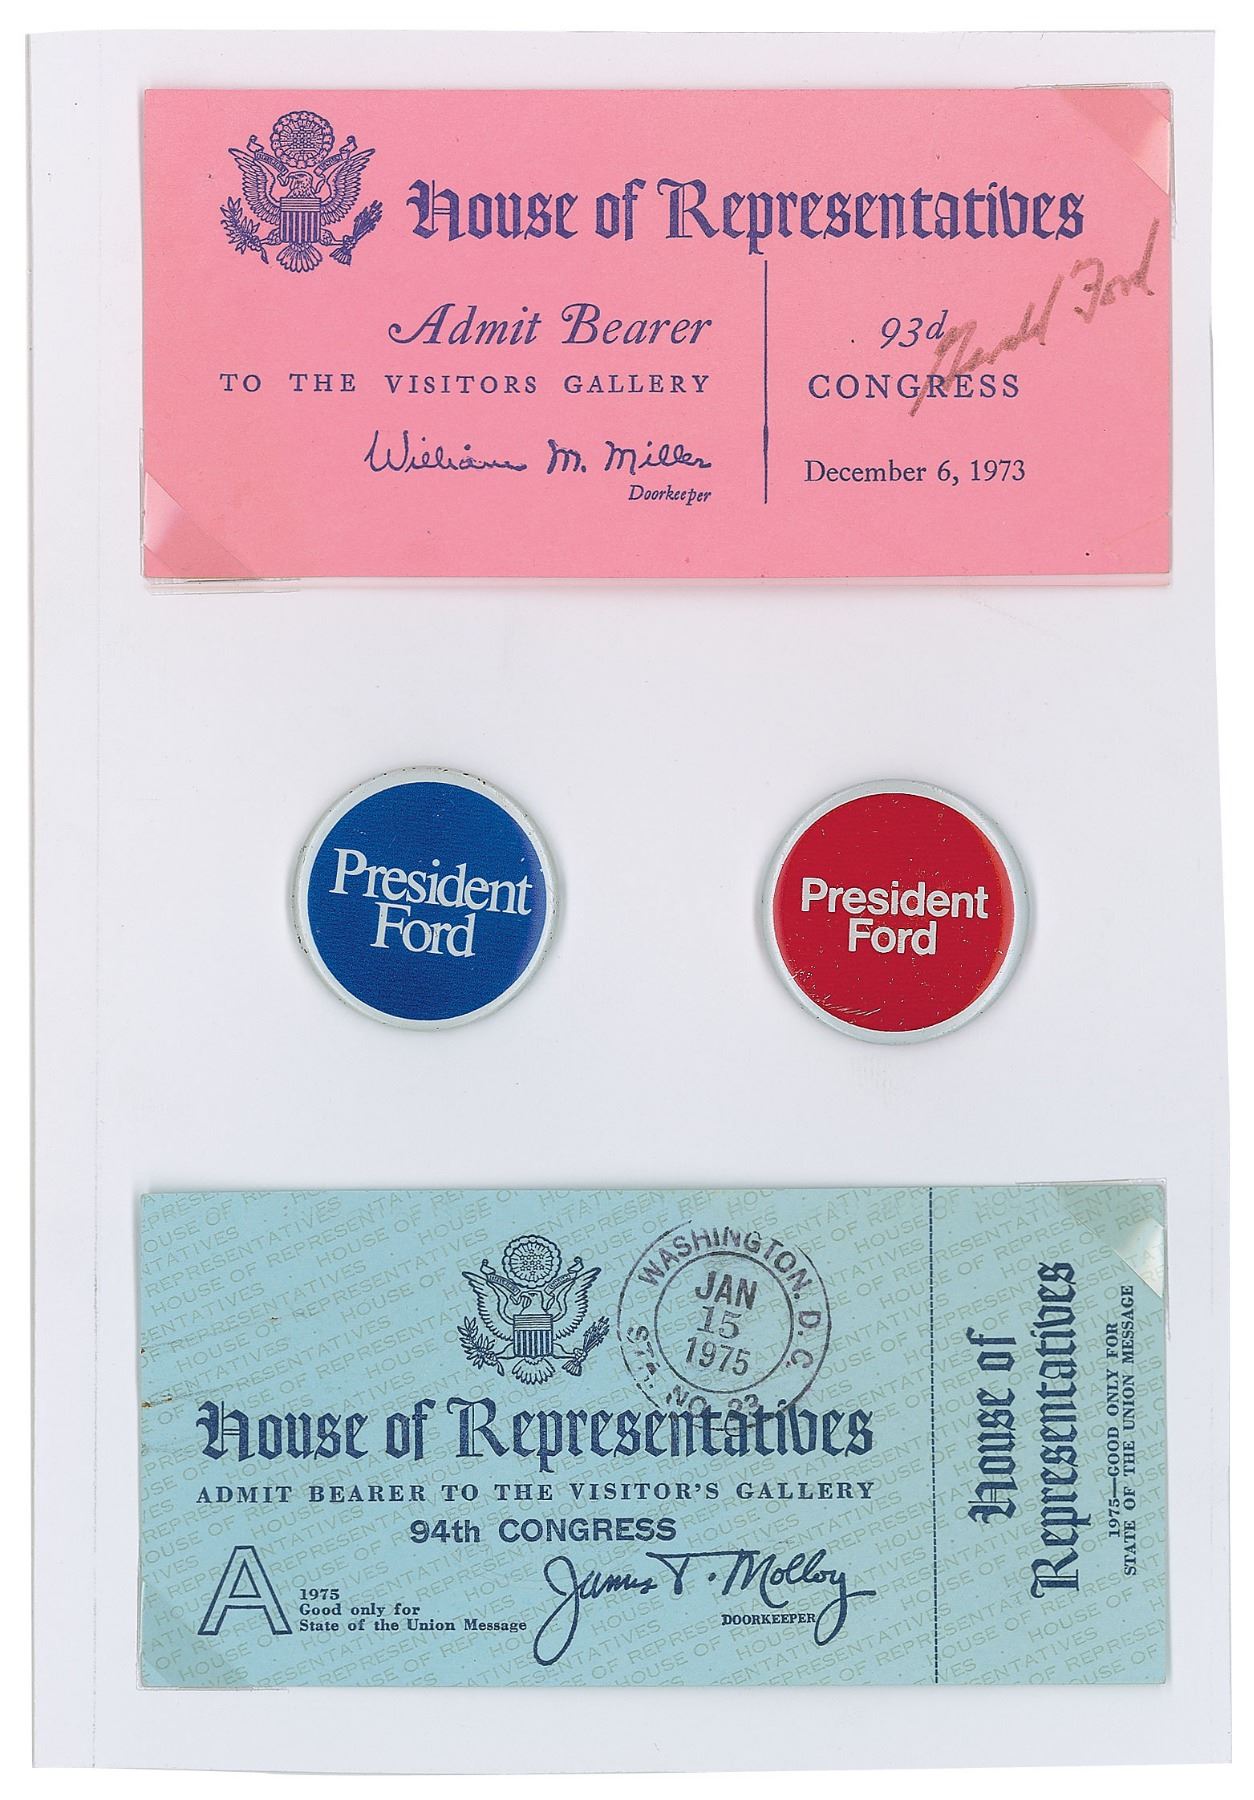 House of Representatives
Admit Bearer
TO THE VISITORS GALLERY
William M. Miller
Doorkeeper
93d
CONGRESS
December 6, 1973
Gerald Ford
President
Ford
President
Ford
WASHINGTON, D.C.
JAN
15
1975
STA. NO. 23
House of Representatives
ADMIT BEARER TO THE VISITOR'S GALLERY
94th CONGRESS
A
1975
Good only for
State of the Union Message
James T. Molloy
DOORKEEPER
House of
Representatives
1975—GOOD ONLY FOR
STATE OF THE UNION MESSAGE